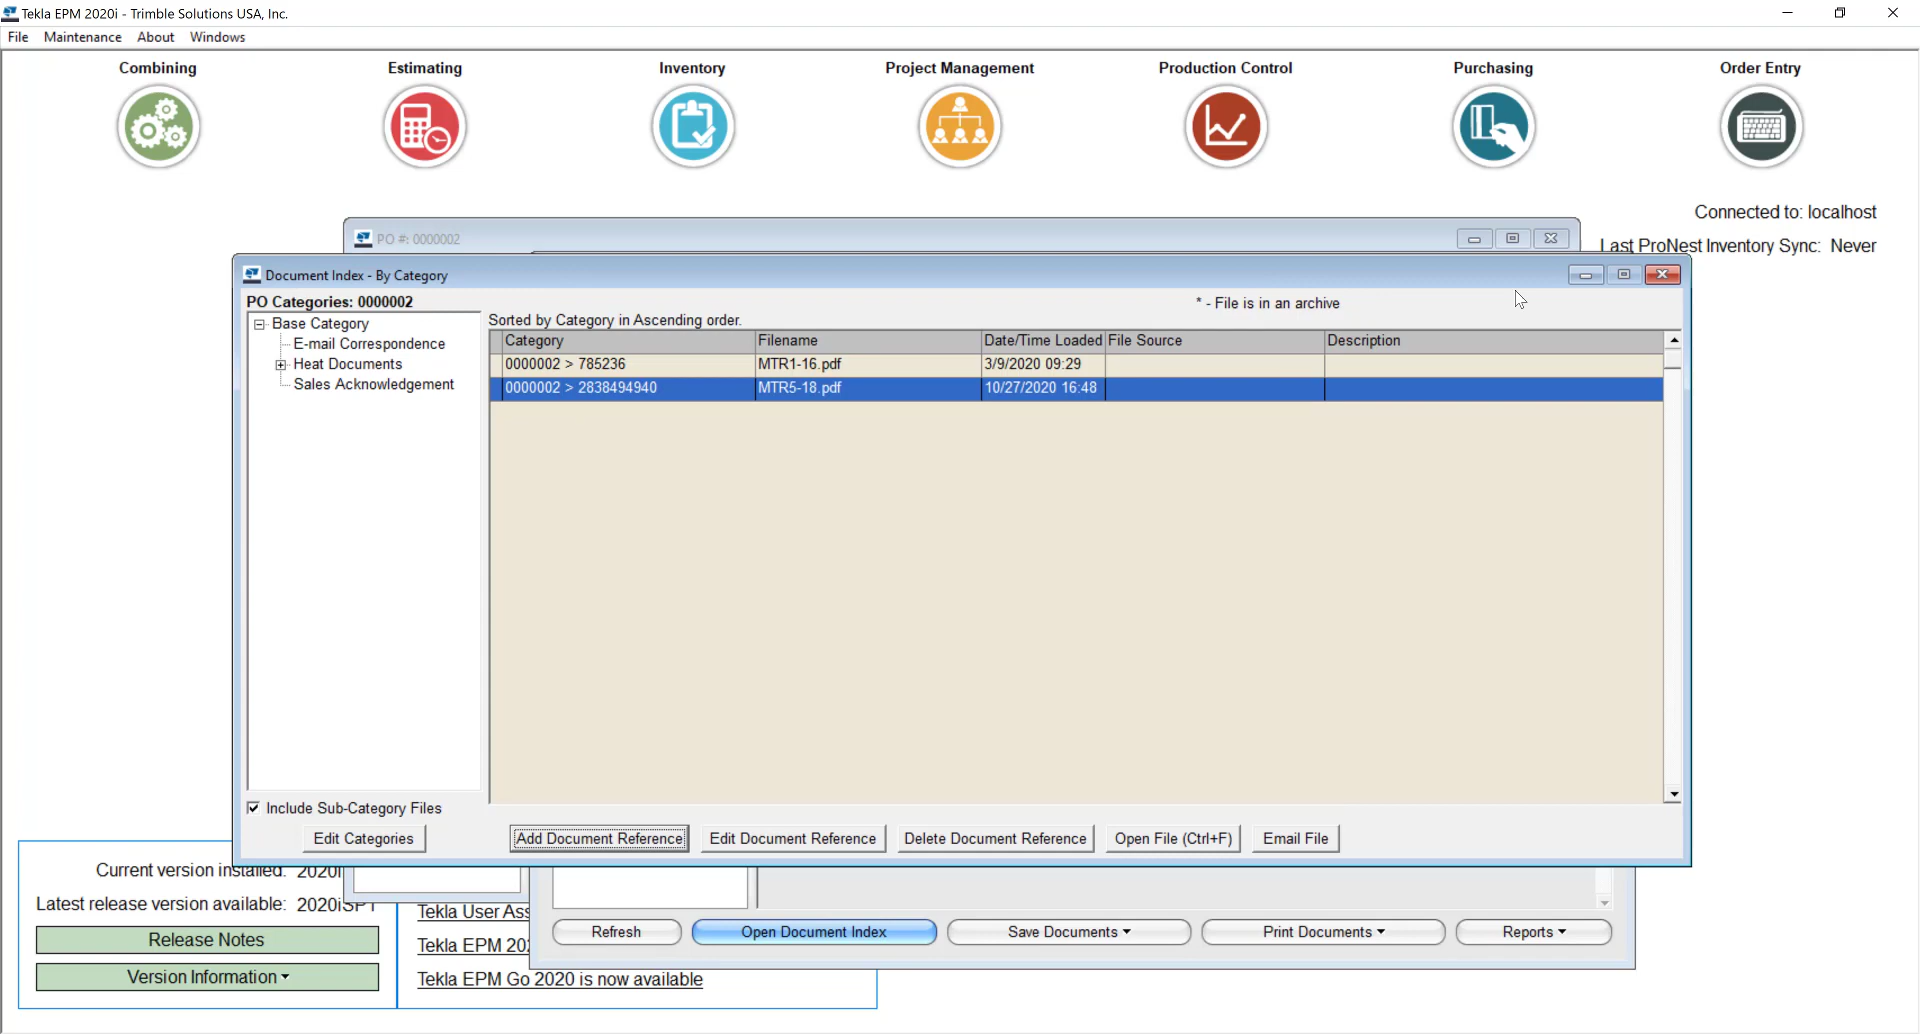 Tekla EPM 2020i - Trimble Solutions USA, Inc.
File Maintenance About Windows
Combining Estimating Inventory Project Management Production Control Purchasing Order Entry
Connected to: localhost
PO #: 0000002
Last ProNest Inventory Sync: Never
Document Index - By Category
PO Categories: 0000002
* - File is in an archive
Base Category
E-mail Correspondence
Heat Documents
Sales Acknowledgement
Sorted by Category in Ascending order.
Category Filename Date/Time Loaded File Source Description
0000002 > 785236 MTR1-16.pdf 3/9/2020 09:29
0000002 > 2838494940 MTR5-18.pdf 10/27/2020 16:48
Include Sub-Category Files
Edit Categories Add Document Reference Edit Document Reference Delete Document Reference Open File (Ctrl+F) Email File
Current version installed:
Latest release version available: 2020iSP1
Release Notes
Version Information
Tekla User Ass
Tekla EPM 202
Tekla EPM Go 2020 is now available
Refresh Open Document Index Save Documents Print Documents Reports